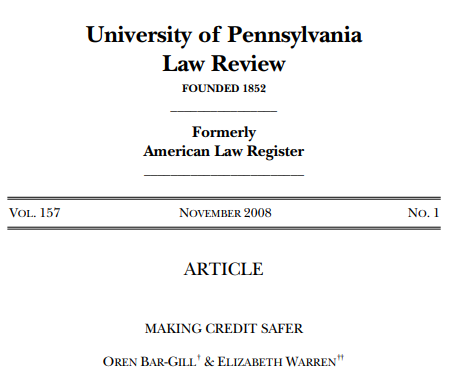 University of Pennsylvania
Law Review
FOUNDED 1852
Formerly
American Law Register
VOL. 157 NOVEMBER 2008 NO. 1
ARTICLE
MAKING CREDIT SAFER
OREN BAR-GILL† & ELIZABETH WARREN††